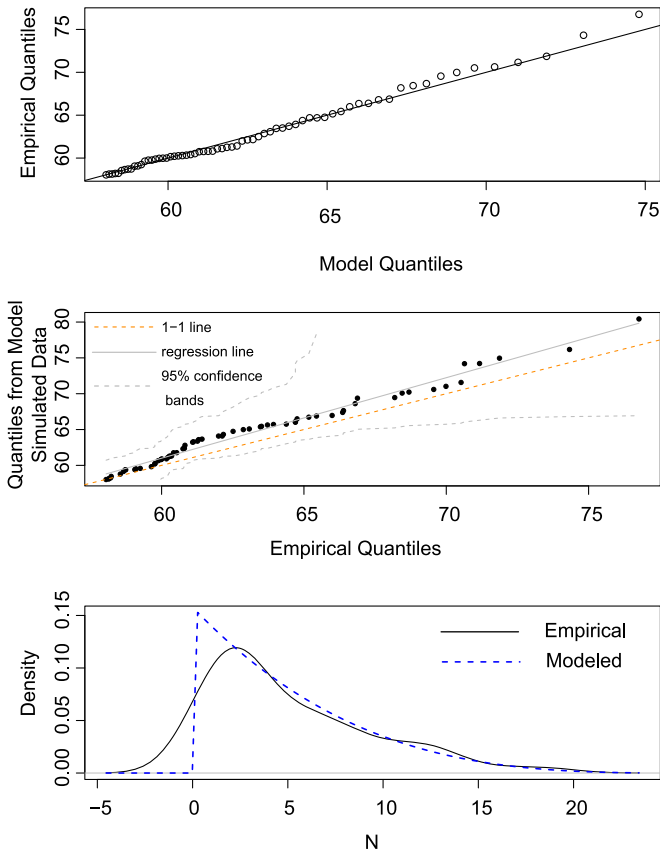 75
70
65
60
Empirical Quantiles
60
65
70
75
Model Quantiles
80
75
70
65
60
Quantiles from Model
Simulated Data
1−1 line
regression line
95% confidence
bands
60
65
70
75
Empirical Quantiles
0.15
0.10
0.05
0.00
Density
Empirical
Modeled
−5
0
5
10
15
20
N